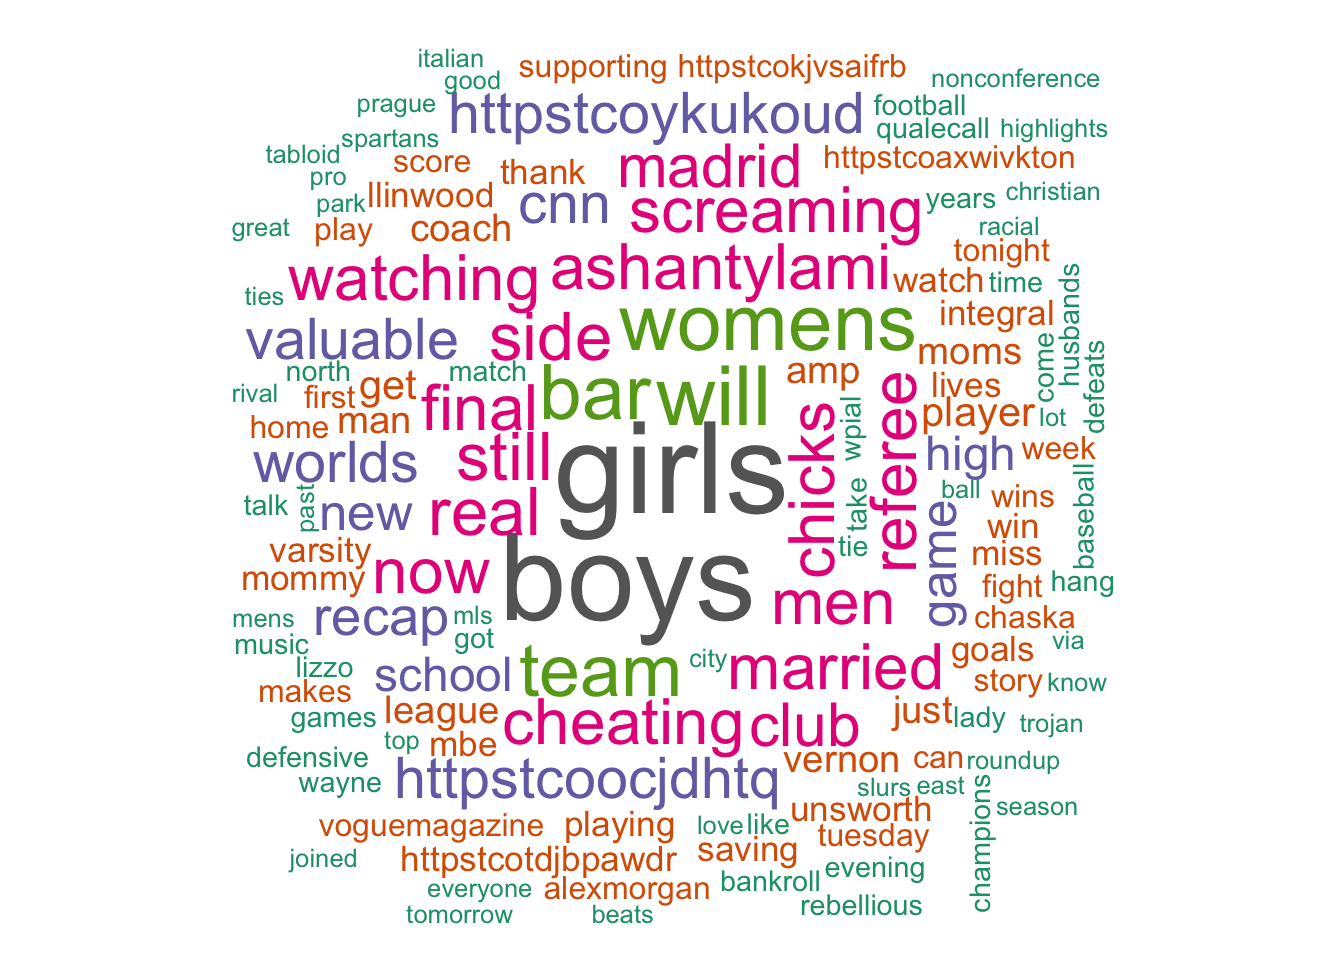 italian
good
supporting httpstcokjvsaifrb
nonconference
prague
httpstcoykukoud
football
spartans
qualecall highlights
tabloid
score
thank
madrid
httpstcoaxwivkton
pro
llinwood
cnn
screaming
years
christian
park
great
play
coach
racial
tonight
watching
ashantylami
watch
time
husbands
ties
integral
valuable
side
womens
moms
come
defeats
north
match
bar
will
amp
lives
rival
first
get
final
chicks
wpial
referee
player
lot
home
man
girls
high
week
worlds
still
baseball
talk
past
new
real
take
ball
wins
win
varsity
tie
game
miss
mommy
now
boys
fight
hang
mens
recap
mls
men
chaska
music
got
via
lizzo
school
team
city
married
goals
makes
story
know
games
league
cheating
club
just
lady
trojan
top
mbe
defensive
vernon
can
roundup
wayne
httpstcoocjdhtq
slurs
east
champions
season
unsworth
voguemagazine
playing
love
like
tuesday
joined
httpstcotdjbpawdr
saving
evening
everyone
alexmorgan
bankroll
rebellious
tomorrow
beats